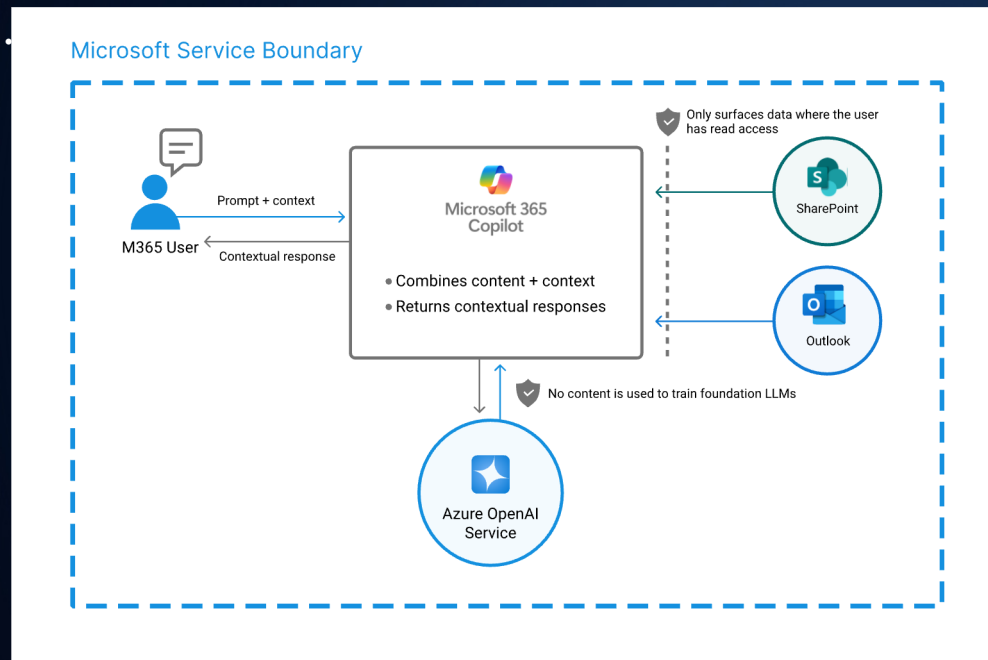 Microsoft Service Boundary
Only surfaces data where the user
has read access
Prompt + context
M365 User
Contextual response
Microsoft 365
Copilot
• Combines content + context
• Returns contextual responses
S
SharePoint
O
Outlook
No content is used to train foundation LLMs
Azure OpenAI
Service